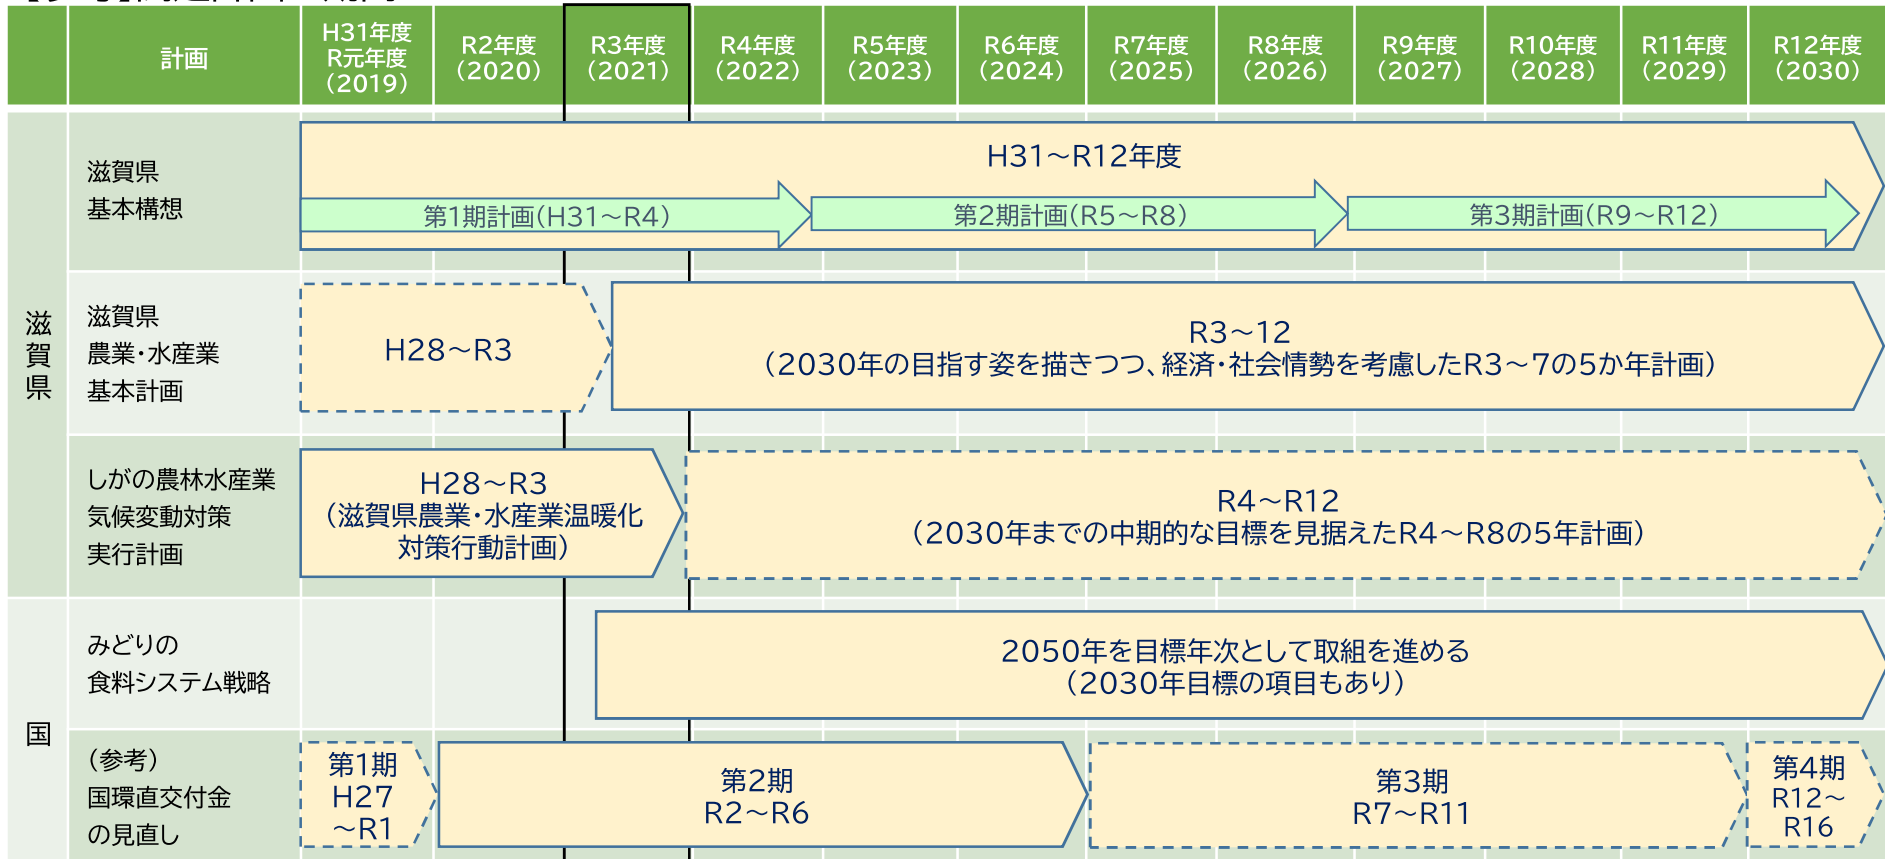 計画
H31年度
R元年度
（2019）
R2年度
（2020）
R3年度
（2021）
R4年度
（2022）
R5年度
（2023）
R6年度
（2024）
R7年度
（2025）
R8年度
（2026）
R9年度
（2027）
R10年度
（2028）
R11年度
（2029）
R12年度
（2030）
滋賀県
滋賀県
基本構想
H31～R12年度
第1期計画（H31～R4）
第2期計画（R5～R8）
第3期計画（R9～R12）
滋賀県
農業・水産業
基本計画
H28～R3
R3～12
（2030年の目指す姿を描きつつ、経済・社会情勢を考慮したR3～7の5か年計画）
しがの農林水産業
気候変動対策
実行計画
H28～R3
（滋賀県農業・水産業温暖化
対策行動計画）
R4～R12
（2030年までの中期的な目標を見据えたR4～R8の5年計画）
国
みどりの
食料システム戦略
2050年を目標年次として取組を進める
（2030年目標の項目もあり）
（参考）
国環直交付金
の見直し
第1期
H27
～R1
第2期
R2～R6
第3期
R7～R11
第4期
R12～
R16